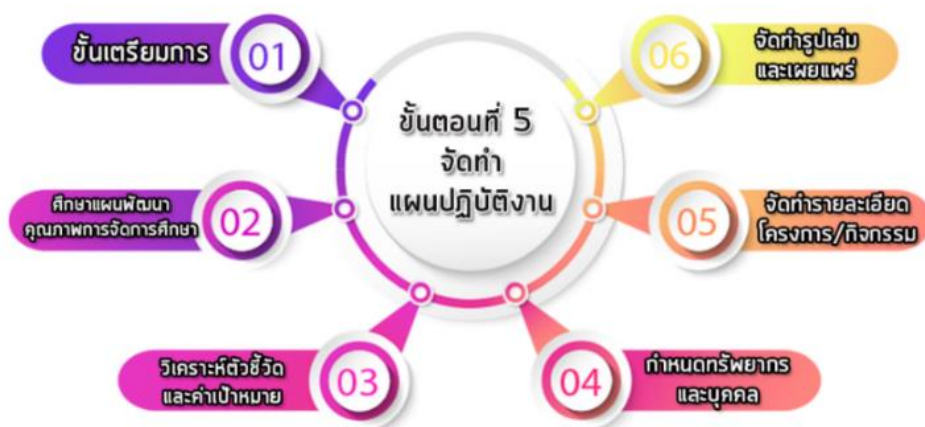 ขั้นตอนที่ 5
จัดทำ
แผนปฏิบัติงาน
01
ขั้นเตรียมการ
02
ศึกษาแผนพัฒนา
คุณภาพการจัดการศึกษา
03
วิเคราะห์ตัวชี้วัด
และค่าเป้าหมาย
04
กำหนดทรัพยากร
และบุคคล
05
จัดทำรายละเอียด
โครงการ/กิจกรรม
06
จัดทำรูปเล่ม
และเผยแพร่